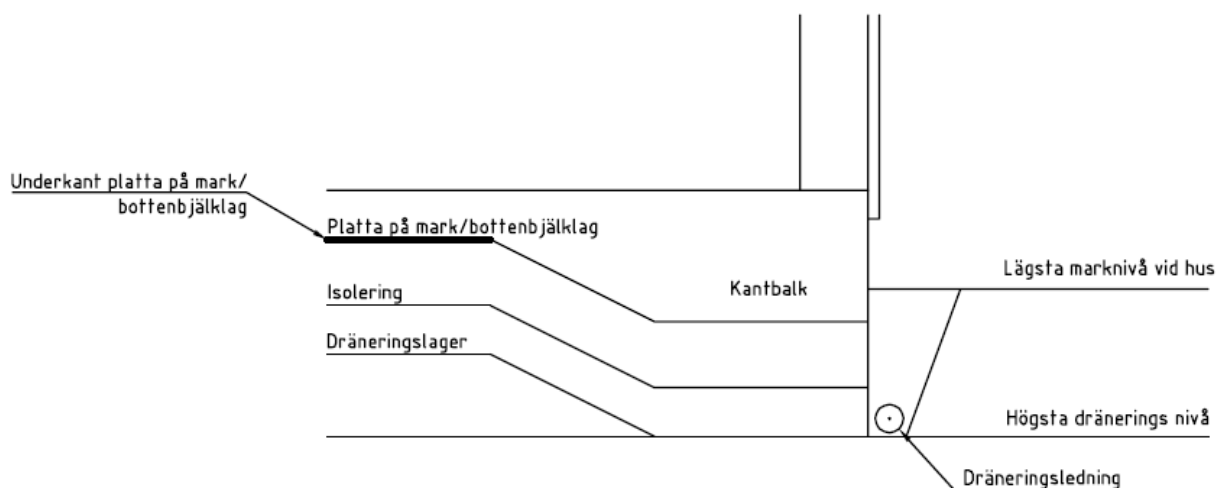 Underkant platta på mark/
bottenbjälklag
Platta på mark/bottenbjälklag
Isolering
Kantbalk
Lägsta marknivå vid hus
Dräneringslager
Högsta dränerings nivå
Dräneringsledning